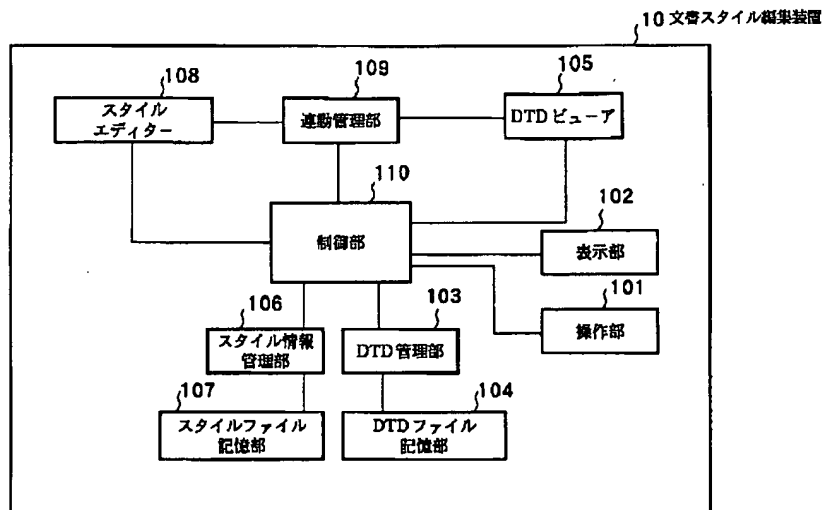 10 文書スタイル編集装置
108
109
105
スタイル
エディター
連動管理部
DTD ビューア
110
102
制御部
表示部
101
操作部
106
103
スタイル情報
管理部
DTD 管理部
107
104
スタイルファイル
記憶部
DTD ファイル
記憶部